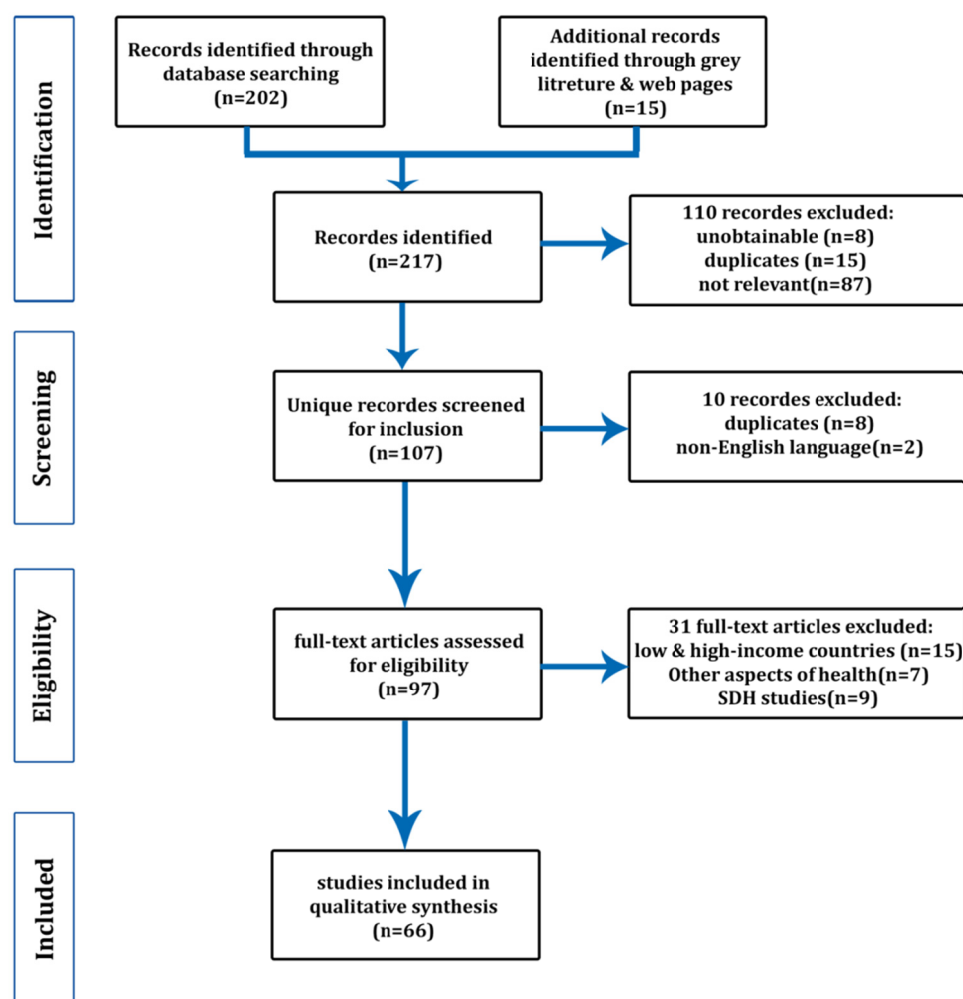 Identification
Records identified through
database searching
(n=202)
Additional records
identified through grey
litreture & web pages
(n=15)
Recordes identified
(n=217)
110 recordes excluded:
unobtainable (n=8)
duplicates (n=15)
not relevant(n=87)
Screening
Unique recordes screened
for inclusion
(n=107)
10 recordes excluded:
duplicates (n=8)
non-English language(n=2)
Eligibility
full-text articles assessed
for eligibility
(n=97)
31 full-text articles excluded:
low & high-income countries (n=15)
Other aspects of health(n=7)
SDH studies(n=9)
Included
studies included in
qualitative synthesis
(n=66)